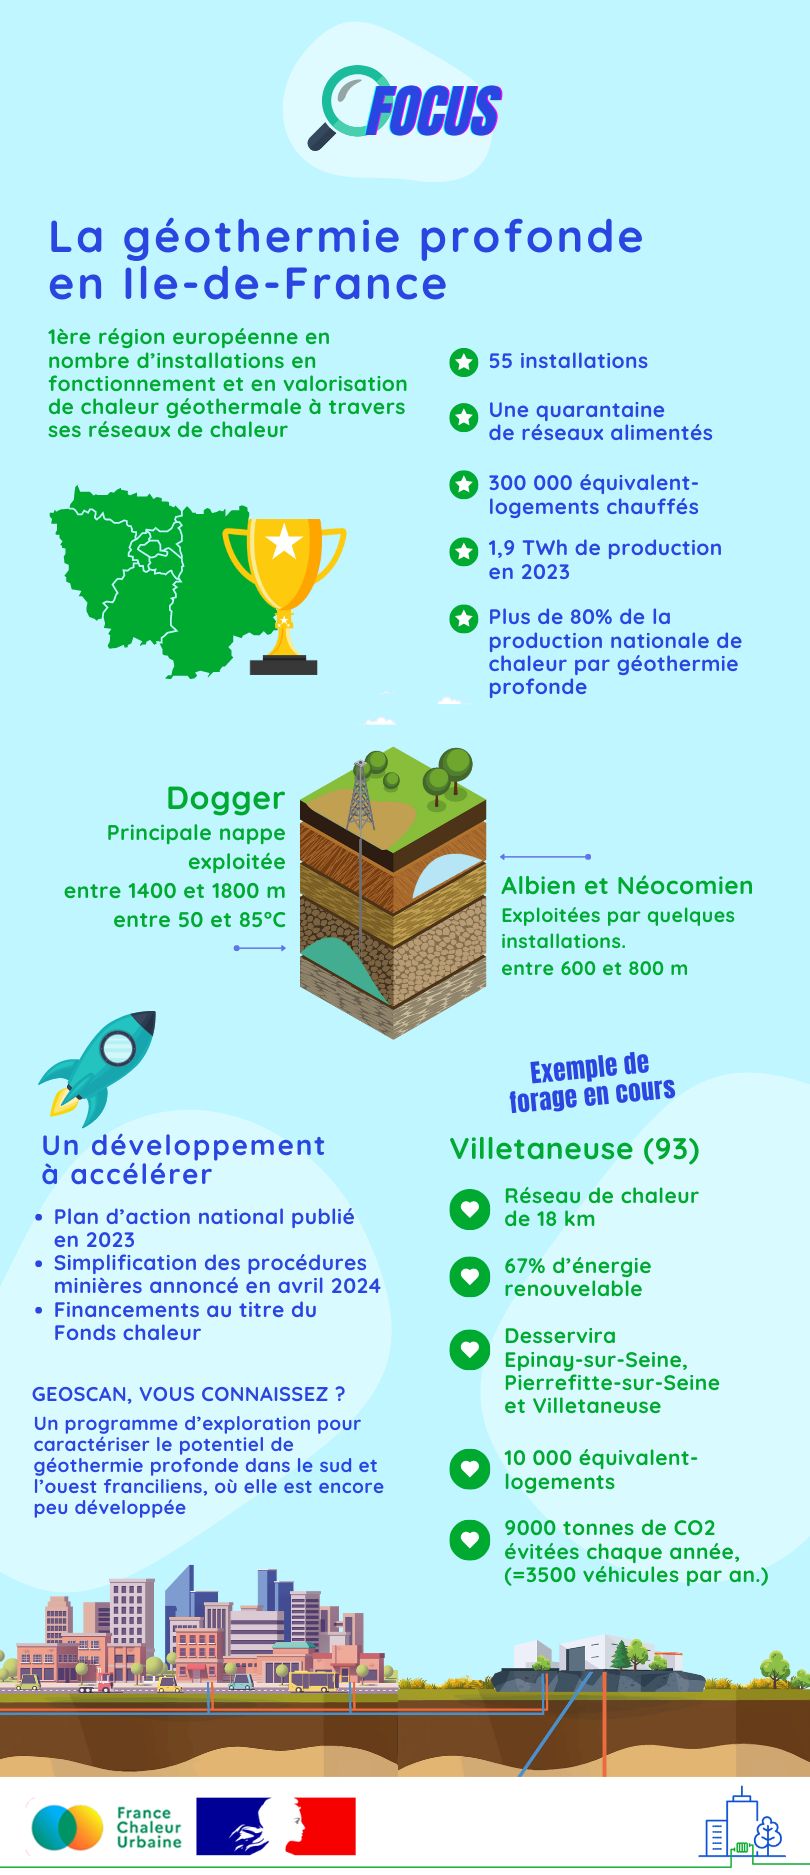 FOCUS
La géothermie profonde
en Ile-de-France
1ère région européenne en
nombre d'installations en
fonctionnement et en valorisation
de chaleur géothermale à travers
ses réseaux de chaleur
55 installations
Une quarantaine
de réseaux alimentés
300 000 équivalent-
logements chauffés
1,9 TWh de production
en 2023
Plus de 80% de la
production nationale de
chaleur par géothermie
profonde
Dogger
Principale nappe
exploitée
entre 1400 et 1800 m
entre 50 et 85°C
Albien et Néocomien
Exploitées par quelques
installations.
entre 600 et 800 m
Un développement
à accélérer
Plan d'action national publié
en 2023
Simplification des procédures
minières annoncé en avril 2024
Financements au titre du
Fonds chaleur
GEOSCAN, VOUS CONNAISSEZ ?
Un programme d'exploration pour
caractériser le potentiel de
géothermie profonde dans le sud et
l'ouest franciliens, où elle est encore
peu développée
Exemple de
forage en cours
Villetaneuse (93)
Réseau de chaleur
de 18 km
67% d'énergie
renouvelable
Desservira
Epinay-sur-Seine,
Pierrefitte-sur-Seine
et Villetaneuse
10 000 équivalent-
logements
9000 tonnes de CO2
évitées chaque année,
(=3500 véhicules par an.)
France
Chaleur
Urbaine